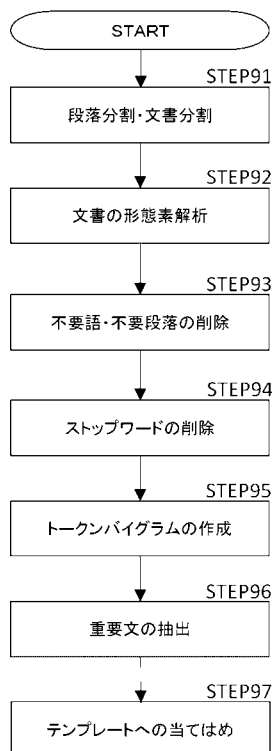 START
STEP91
段落分割・文書分割
STEP92
文書の形態素解析
STEP93
不要語・不要段落の削除
STEP94
ストップワードの削除
STEP95
トークンバイグラムの作成
STEP96
重要文の抽出
STEP97
テンプレートへの当てはめ